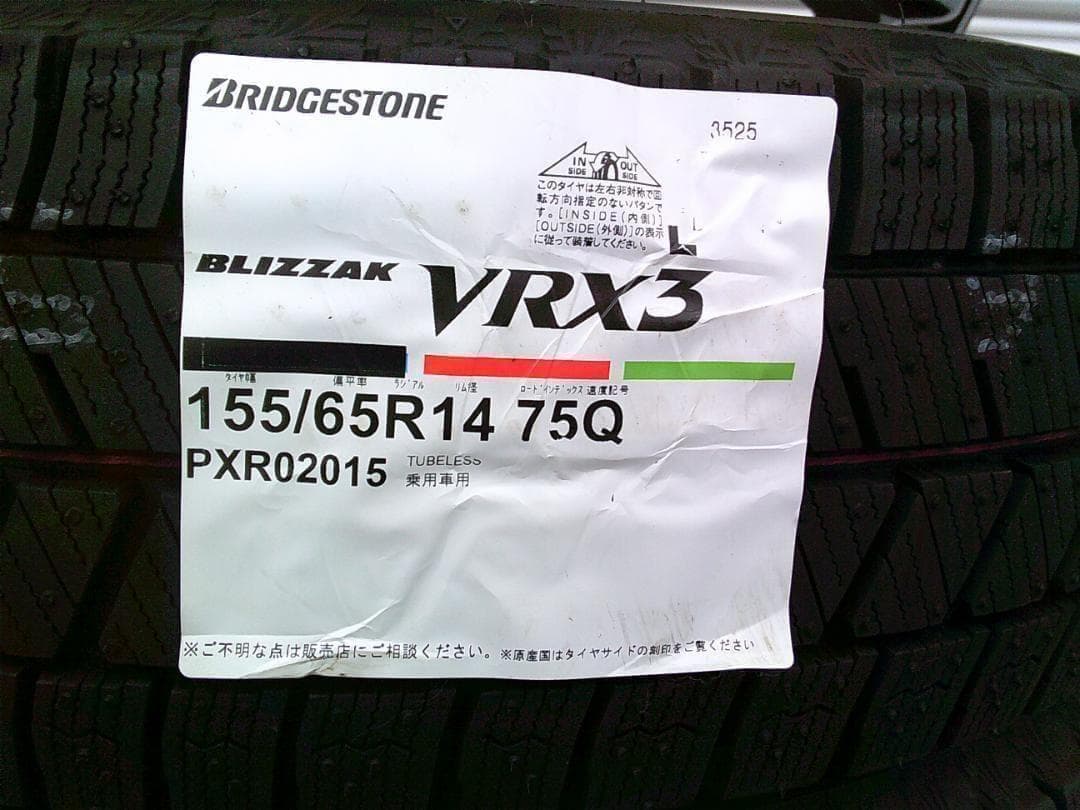 BRIDGESTONE
3525
IN SIDE OUT SIDE
このタイヤは左右非対称で回
転方向指定のないパタンで
す。[INSIDE(内側)]
[OUTSIDE(外側)]の表示
に従って装着してください。
BLIZZAK VRX3
タイヤの幅 偏平率 ラジアル リム径 ロードインデックス 速度記号
155/65R14 75Q
PXR02015 TUBELESS
乗用車用
※ご不明な点は販売店にご相談ください。※原産国はタイヤサイドの刻印をご覧ください